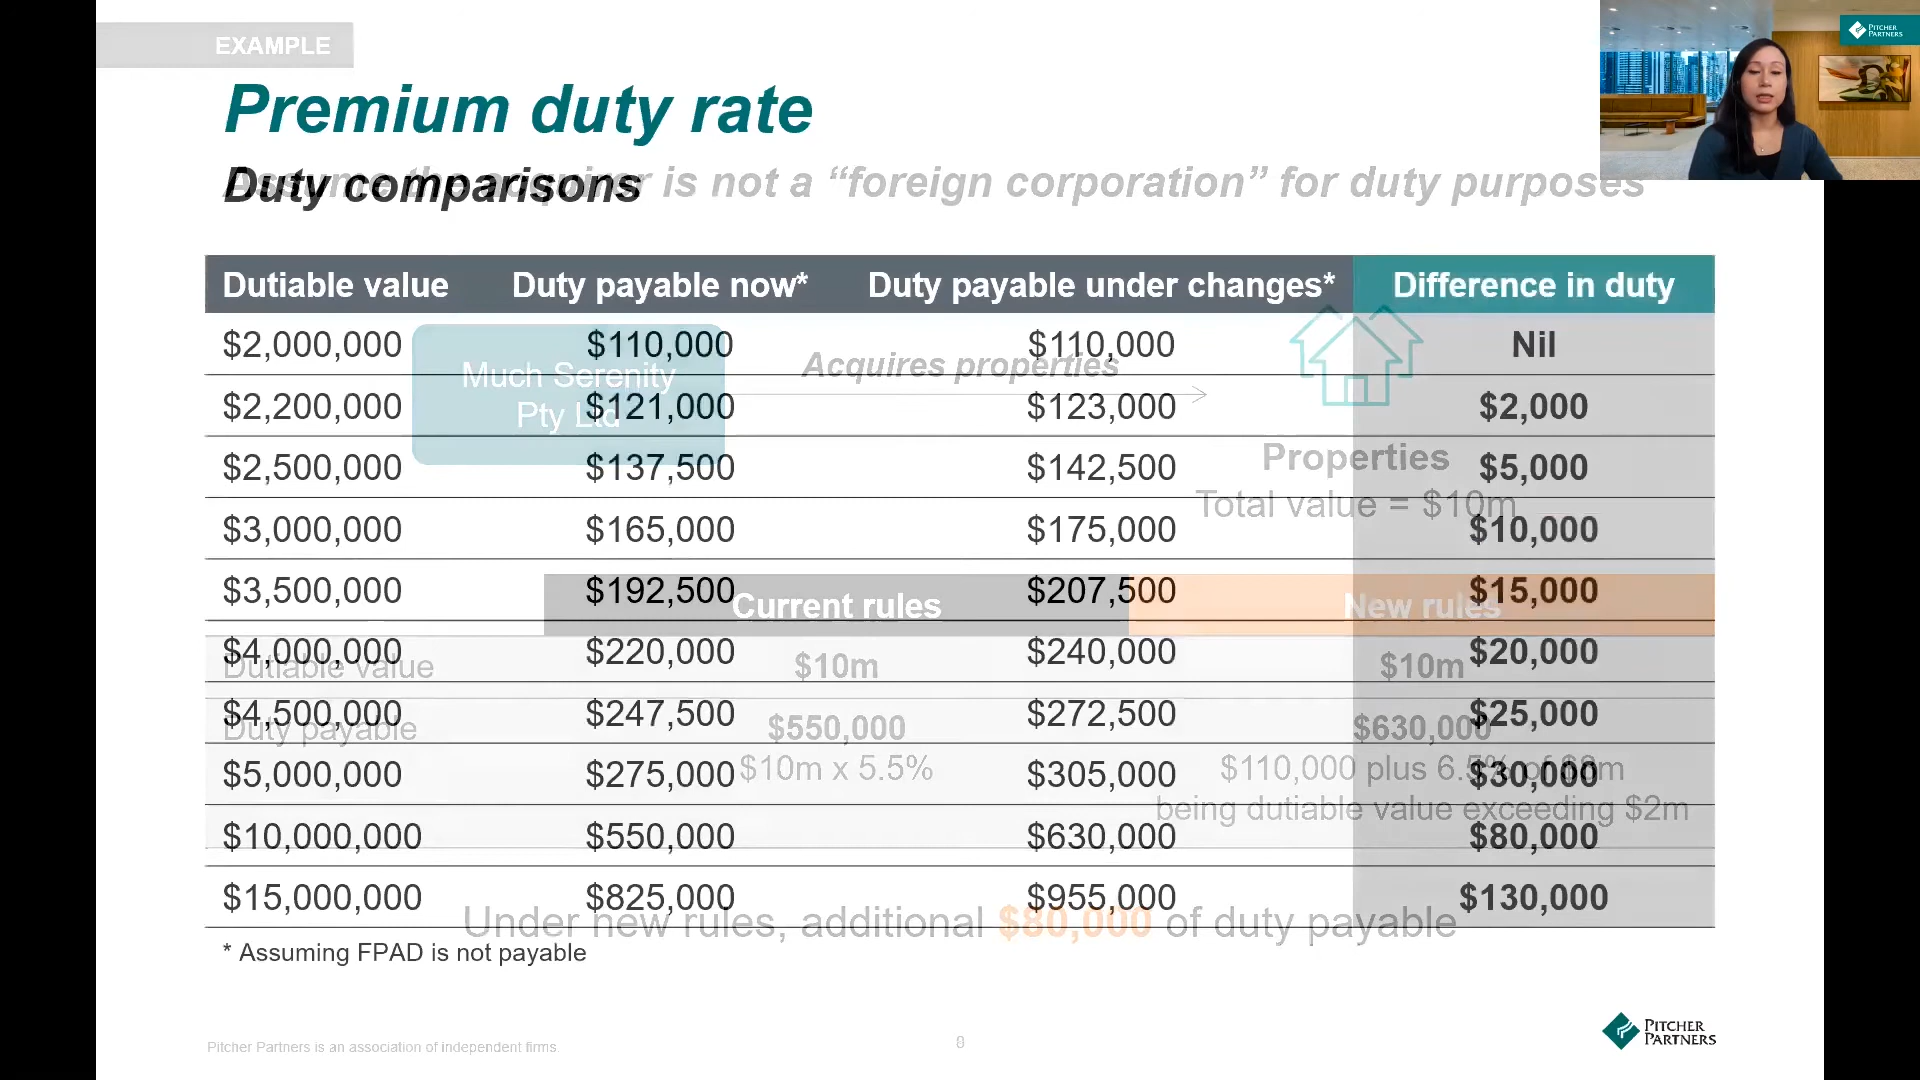 EXAMPLE
PITCHER
PARTNERS
Premium duty rate
Duty comparisons
Assume the acquirer is not a “foreign corporation” for duty purposes
Dutiable value Duty payable now* Duty payable under changes* Difference in duty
$2,000,000 $110,000 $110,000 Nil
$2,200,000 $121,000 $123,000 $2,000
$2,500,000 $137,500 $142,500 $5,000
$3,000,000 $165,000 $175,000 $10,000
$3,500,000 $192,500 $207,500 $15,000
$4,000,000 $220,000 $240,000 $20,000
$4,500,000 $247,500 $272,500 $25,000
$5,000,000 $275,000 $305,000 $30,000
$10,000,000 $550,000 $630,000 $80,000
$15,000,000 $825,000 $955,000 $130,000
* Assuming FPAD is not payable
Much Serenity
Pty Ltd
Acquires properties
Properties
Total value = $10m
Current rules New rules
Dutiable value $10m $10m
Duty payable $550,000 $630,000
$10m x 5.5% $110,000 plus 6.5% of $8m
being dutiable value exceeding $2m
Under new rules, additional $80,000 of duty payable
Pitcher Partners is an association of independent firms.
PITCHER
PARTNERS